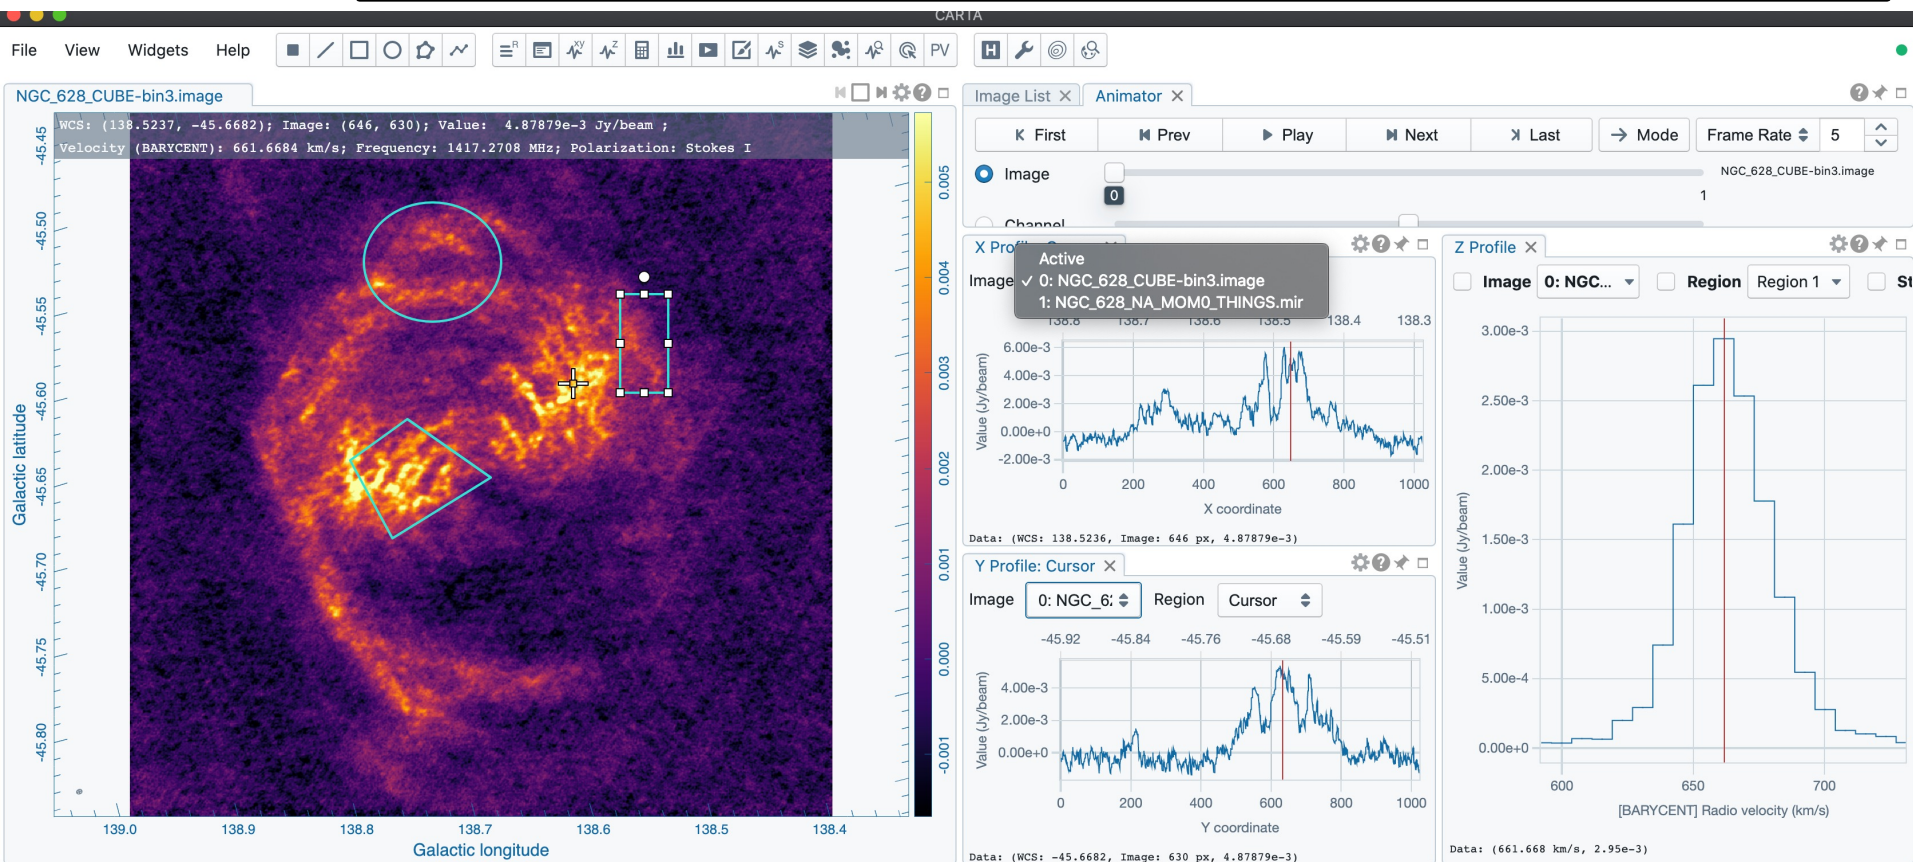 CARTA
File View Widgets Help
R XY Z S PV H
NGC_628_CUBE-bin3.image
WCS: (138.5237, -45.6682); Image: (646, 630); Value: 4.87879e-3 Jy/beam ;
Velocity (BARYCENT): 661.6684 km/s; Frequency: 1417.2708 MHz; Polarization: Stokes I
-45.45
-45.50
-45.55
-45.60
-45.65
-45.70
-45.75
-45.80
Galactic latitude
139.0 138.9 138.8 138.7 138.6 138.5 138.4
Galactic longitude
0.005
0.004
0.003
0.002
0.001
0.000
-0.001
Image List Animator
First Prev Play Next Last Mode Frame Rate 5
Image 0 1 NGC_628_CUBE-bin3.image
Channel
X Pro
Image
Active
✓ 0: NGC_628_CUBE-bin3.image
1: NGC_628_NA_MOM0_THINGS.mir
138.8 138.7 138.6 138.5 138.4 138.3
6.00e-3
4.00e-3
2.00e-3
0.00e+0
-2.00e-3
Value (Jy/beam)
0 200 400 600 800 1000
X coordinate
Data: (WCS: 138.5236, Image: 646 px, 4.87879e-3)
Y Profile: Cursor
Image 0: NGC_62 Region Cursor
-45.92 -45.84 -45.76 -45.68 -45.59 -45.51
4.00e-3
2.00e-3
0.00e+0
Value (Jy/beam)
0 200 400 600 800 1000
Y coordinate
Data: (WCS: -45.6682, Image: 630 px, 4.87879e-3)
Z Profile
Image 0: NGC... Region Region 1 St
3.00e-3
2.50e-3
2.00e-3
1.50e-3
1.00e-3
5.00e-4
0.00e+0
Value (Jy/beam)
600 650 700
[BARYCENT] Radio velocity (km/s)
Data: (661.668 km/s, 2.95e-3)